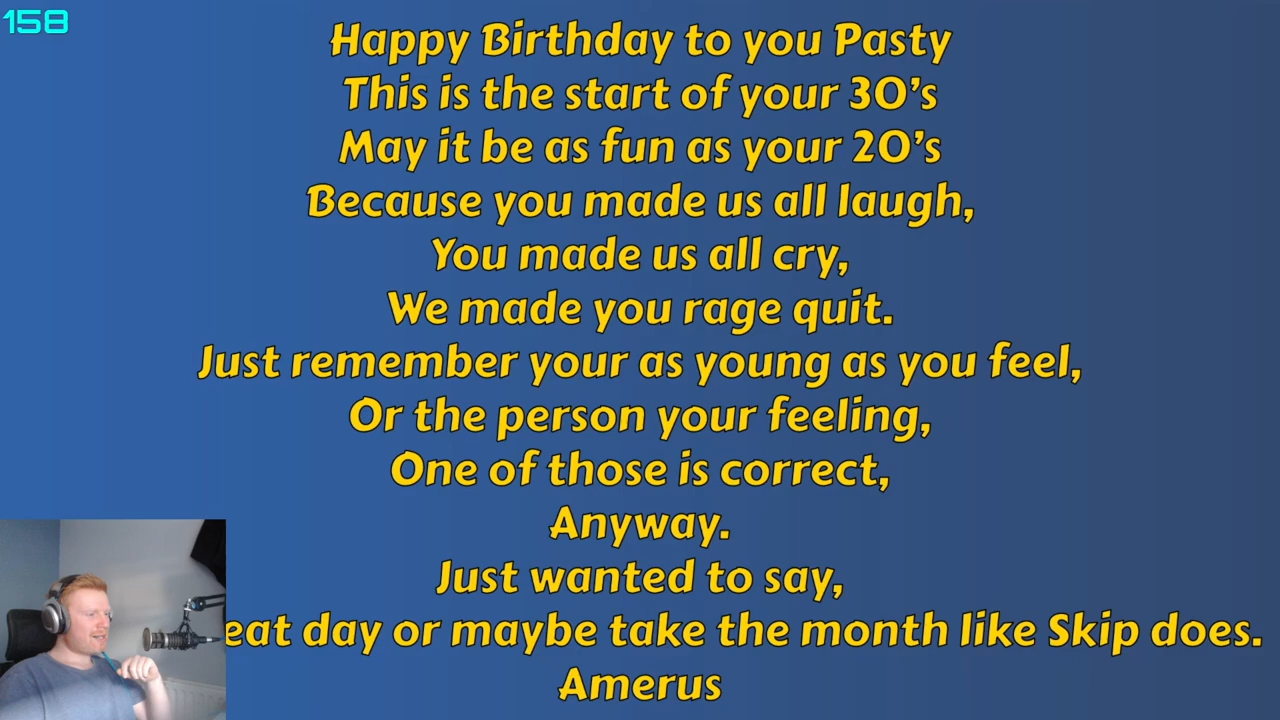 158
Happy Birthday to you Pasty
This is the start of your 30's
May it be as fun as your 20's
Because you made us all laugh,
You made us all cry,
We made you rage quit.
Just remember your as young as you feel,
Or the person your feeling,
One of those is correct,
Anyway.
Just wanted to say,
day or maybe take the month like Skip does.
Amerus